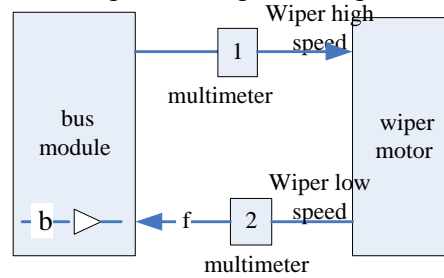 Wiper high
speed
1
multimeter
bus
module
wiper
motor
Wiper low
speed
b
f
2
multimeter